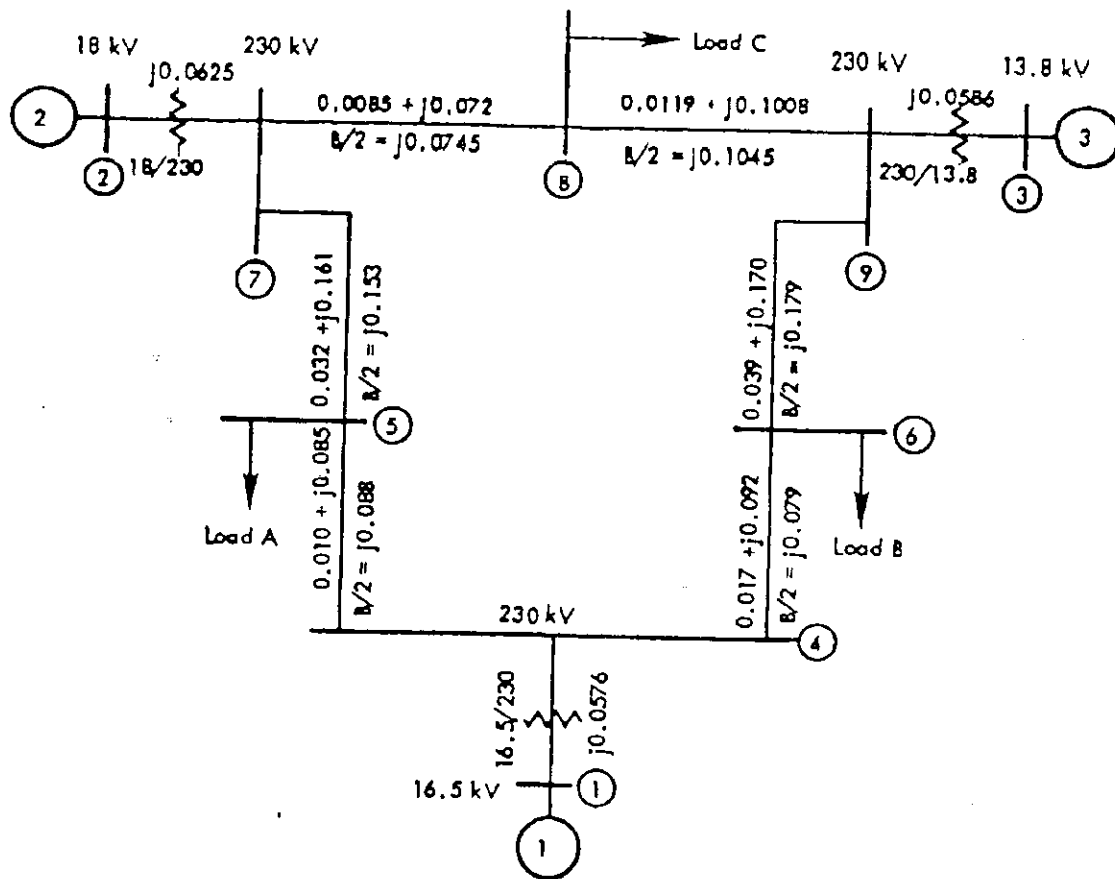 18 kV
230 kV
j0.0625
2
18/230
2
0.0085 + j0.072
B/2 = j0.0745
Load C
8
0.0119 + j0.1008
B/2 = j0.1045
230 kV
13.8 kV
j0.0586
230/13.8
3
3
7
9
0.032 + j0.161
B/2 = j0.153
0.039 + j0.170
B/2 = j0.179
5
6
Load A
0.010 + j0.085
B/2 = j0.088
0.017 + j0.092
B/2 = j0.079
Load B
230 kV
4
16.5/230
j0.0576
16.5 kV
1
1